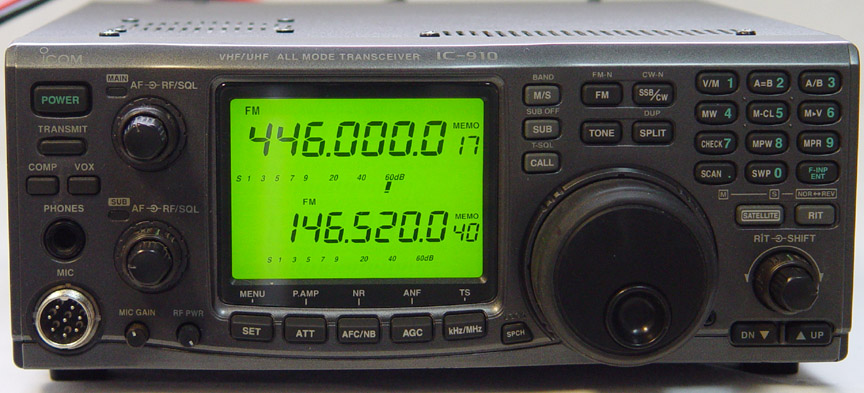 ICOM
VHF/UHF ALL MODE TRANSCEIVER IC-910
POWER
TRANSMIT
COMP VOX
PHONES
MIC
MAIN
AF RF/SQL
SUB
AF RF/SQL
MIC GAIN RF PWR
FM
446.000.0 MEMO 17
S 1 3 5 7 9 20 40 60dB
FM
146.520.0 MEMO 40
S 1 3 5 7 9 20 40 60dB
MENU P.AMP NR ANF TS
SET ATT AFC/NB AGC kHz/MHz
SPCH
BAND
M/S
SUB OFF
SUB
T-SQL
CALL
FM-N CW-N
FM SSB/CW
DUP
TONE SPLIT
V/M 1 A=B 2 A/B 3
MW 4 M-CL 5 M▸V 6
CHECK 7 MPW 8 MPR 9
SCAN . SWP 0 F-INP ENT
M S NOR↔REV
SATELLITE RIT
RIT SHIFT
DN ▼ ▲ UP